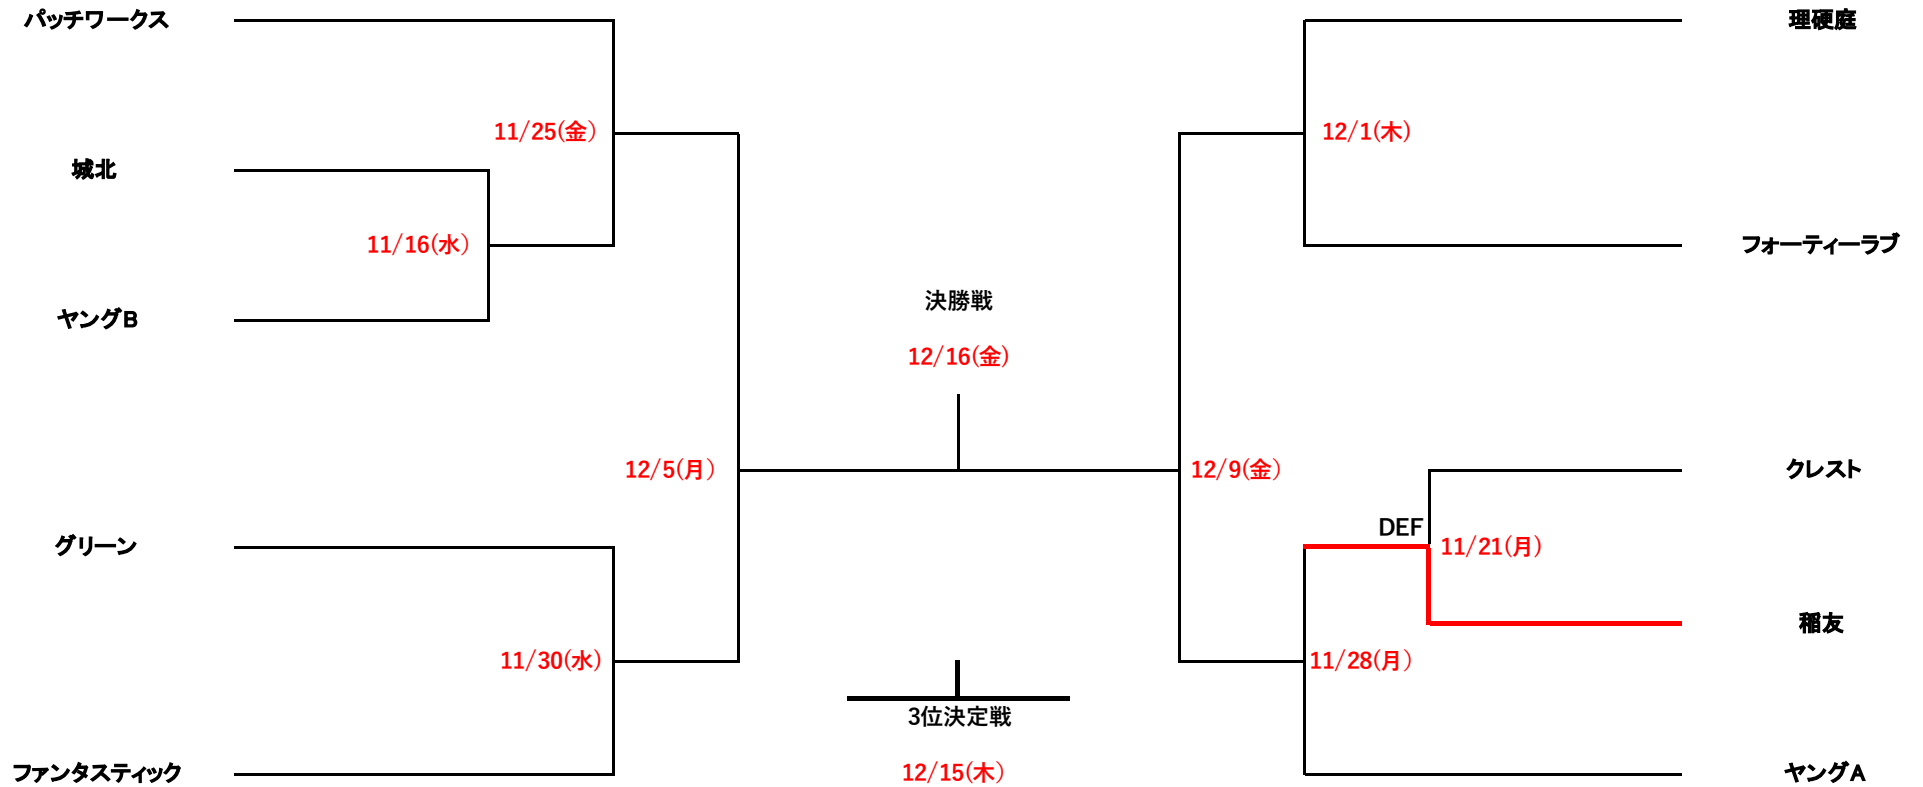 パッチワークス
理硬庭
11/25(金)
12/1(木)
城北
11/16(水)
フォーティーラブ
決勝戦
ヤングB
12/16(金)
12/5(月)
12/9(金)
クレスト
DEF
グリーン
11/21(月)
稲友
11/30(水)
11/28(月)
3位決定戦
ファンタスティック
12/15(木)
ヤングA